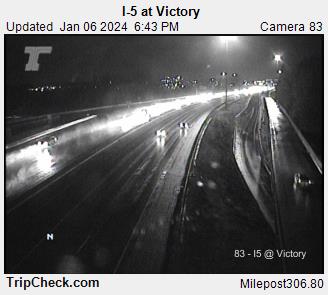 I-5 at Victory
Updated Jan 06 2024 6:43 PM Camera 83
T
N
83 - I5 @ Victory
TripCheck.com Milepost306.80